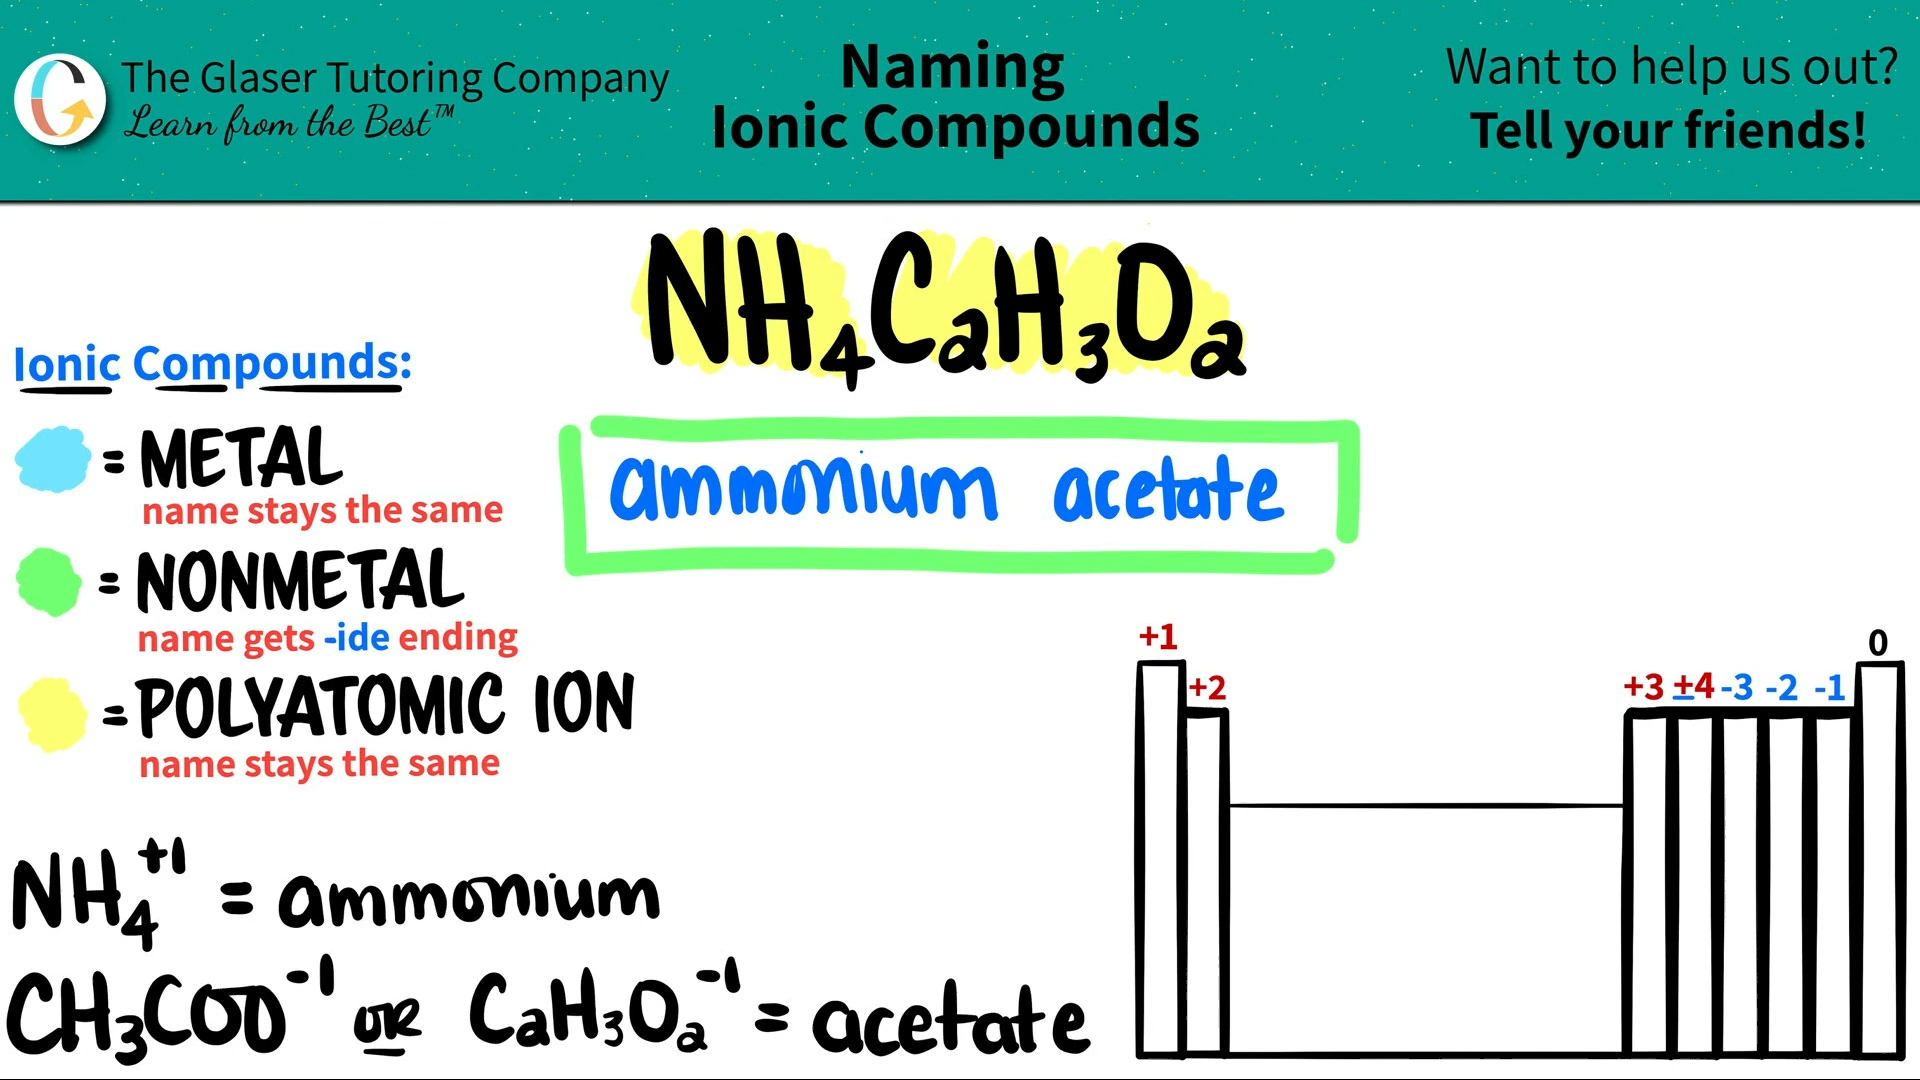 The Glaser Tutoring Company
Learn from the Best™
Naming
Ionic Compounds
Want to help us out?
Tell your friends!
NH₄C₂H₃O₂
ammonium acetate
Ionic Compounds:
= METAL
name stays the same
= NONMETAL
name gets -ide ending
= POLYATOMIC ION
name stays the same
NH₄⁺¹ = ammonium
CH₃COO⁻¹ OR C₂H₃O₂⁻¹ = acetate
+1
+2
+3 ±4 -3 -2 -1
0